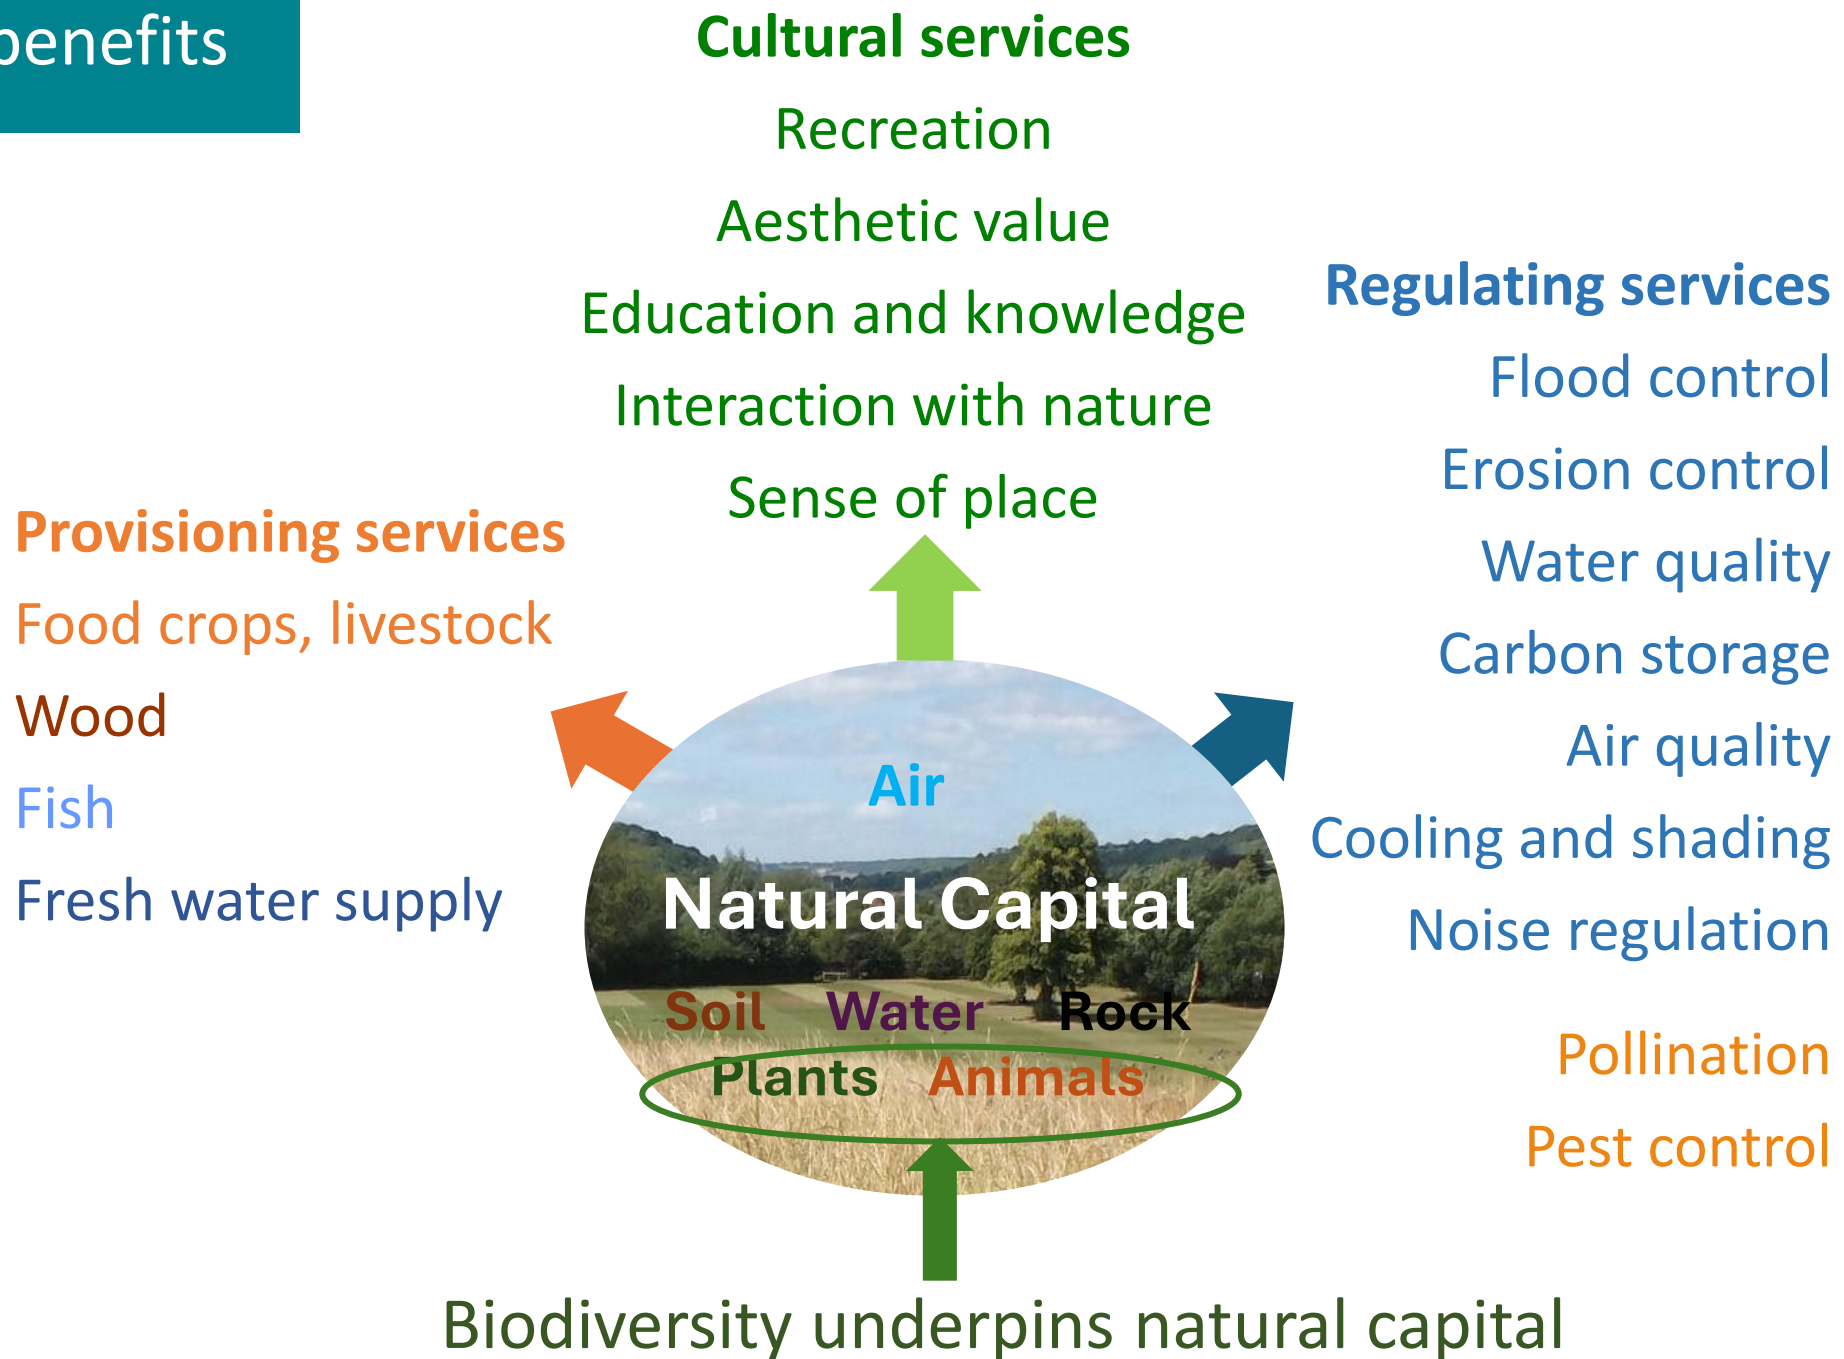 benefits
Cultural services
Recreation
Aesthetic value
Education and knowledge
Interaction with nature
Sense of place
Provisioning services
Food crops, livestock
Wood
Fish
Fresh water supply
Regulating services
Flood control
Erosion control
Water quality
Carbon storage
Air quality
Cooling and shading
Noise regulation
Pollination
Pest control
Air
Natural Capital
Soil Water Rock
Plants Animals
Biodiversity underpins natural capital